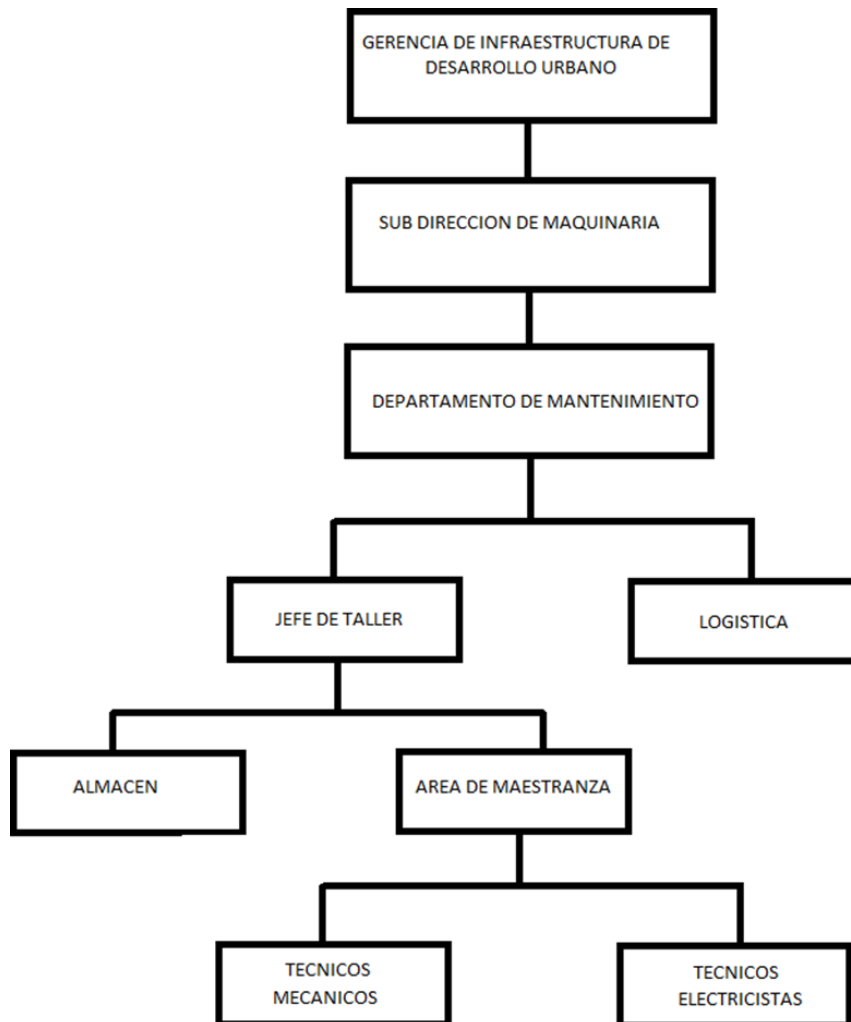 GERENCIA DE INFRAESTRUCTURA DE
DESARROLLO URBANO
SUB DIRECCION DE MAQUINARIA
DEPARTAMENTO DE MANTENIMIENTO
JEFE DE TALLER
LOGISTICA
ALMACEN
AREA DE MAESTRANZA
TECNICOS
MECANICOS
TECNICOS
ELECTRICISTAS